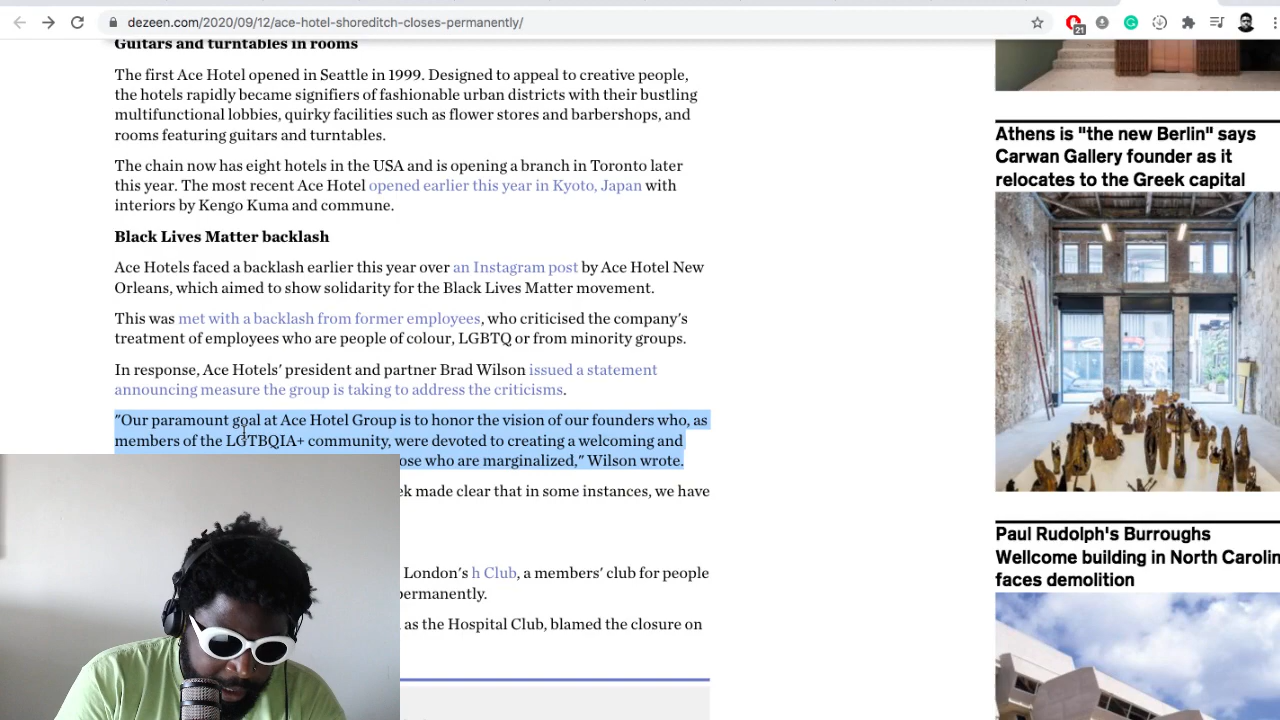 dezeen.com/2020/09/12/ace-hotel-shoreditch-closes-permanently/
21
Guitars and turntables in rooms
The first Ace Hotel opened in Seattle in 1999. Designed to appeal to creative people,
the hotels rapidly became signifiers of fashionable urban districts with their bustling
multifunctional lobbies, quirky facilities such as flower stores and barbershops, and
rooms featuring guitars and turntables.
The chain now has eight hotels in the USA and is opening a branch in Toronto later
this year. The most recent Ace Hotel opened earlier this year in Kyoto, Japan with
interiors by Kengo Kuma and commune.
Black Lives Matter backlash
Ace Hotels faced a backlash earlier this year over an Instagram post by Ace Hotel New
Orleans, which aimed to show solidarity for the Black Lives Matter movement.
This was met with a backlash from former employees, who criticised the company's
treatment of employees who are people of colour, LGBTQ or from minority groups.
In response, Ace Hotels' president and partner Brad Wilson issued a statement
announcing measure the group is taking to address the criticisms.
"Our paramount goal at Ace Hotel Group is to honor the vision of our founders who, as
members of the LGTBQIA+ community, were devoted to creating a welcoming and
ose who are marginalized," Wilson wrote.
ek made clear that in some instances, we have
London's h Club, a members' club for people
permanently.
as the Hospital Club, blamed the closure on
Athens is "the new Berlin" says
Carwan Gallery founder as it
relocates to the Greek capital
Paul Rudolph's Burroughs
Wellcome building in North Carolin
faces demolition